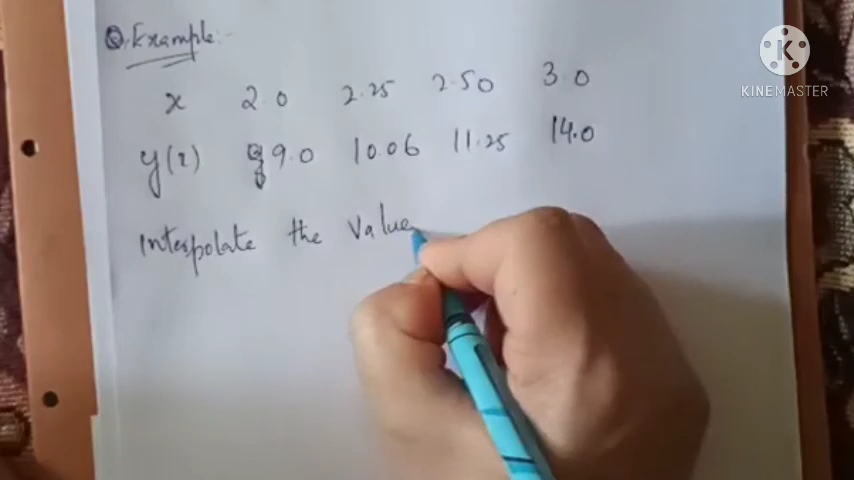 Q. Example:-
x 2.0 2.25 2.50 3.0
y(x) 9.0 10.06 11.25 14.0
Interpolate the Value
K
KINEMASTER